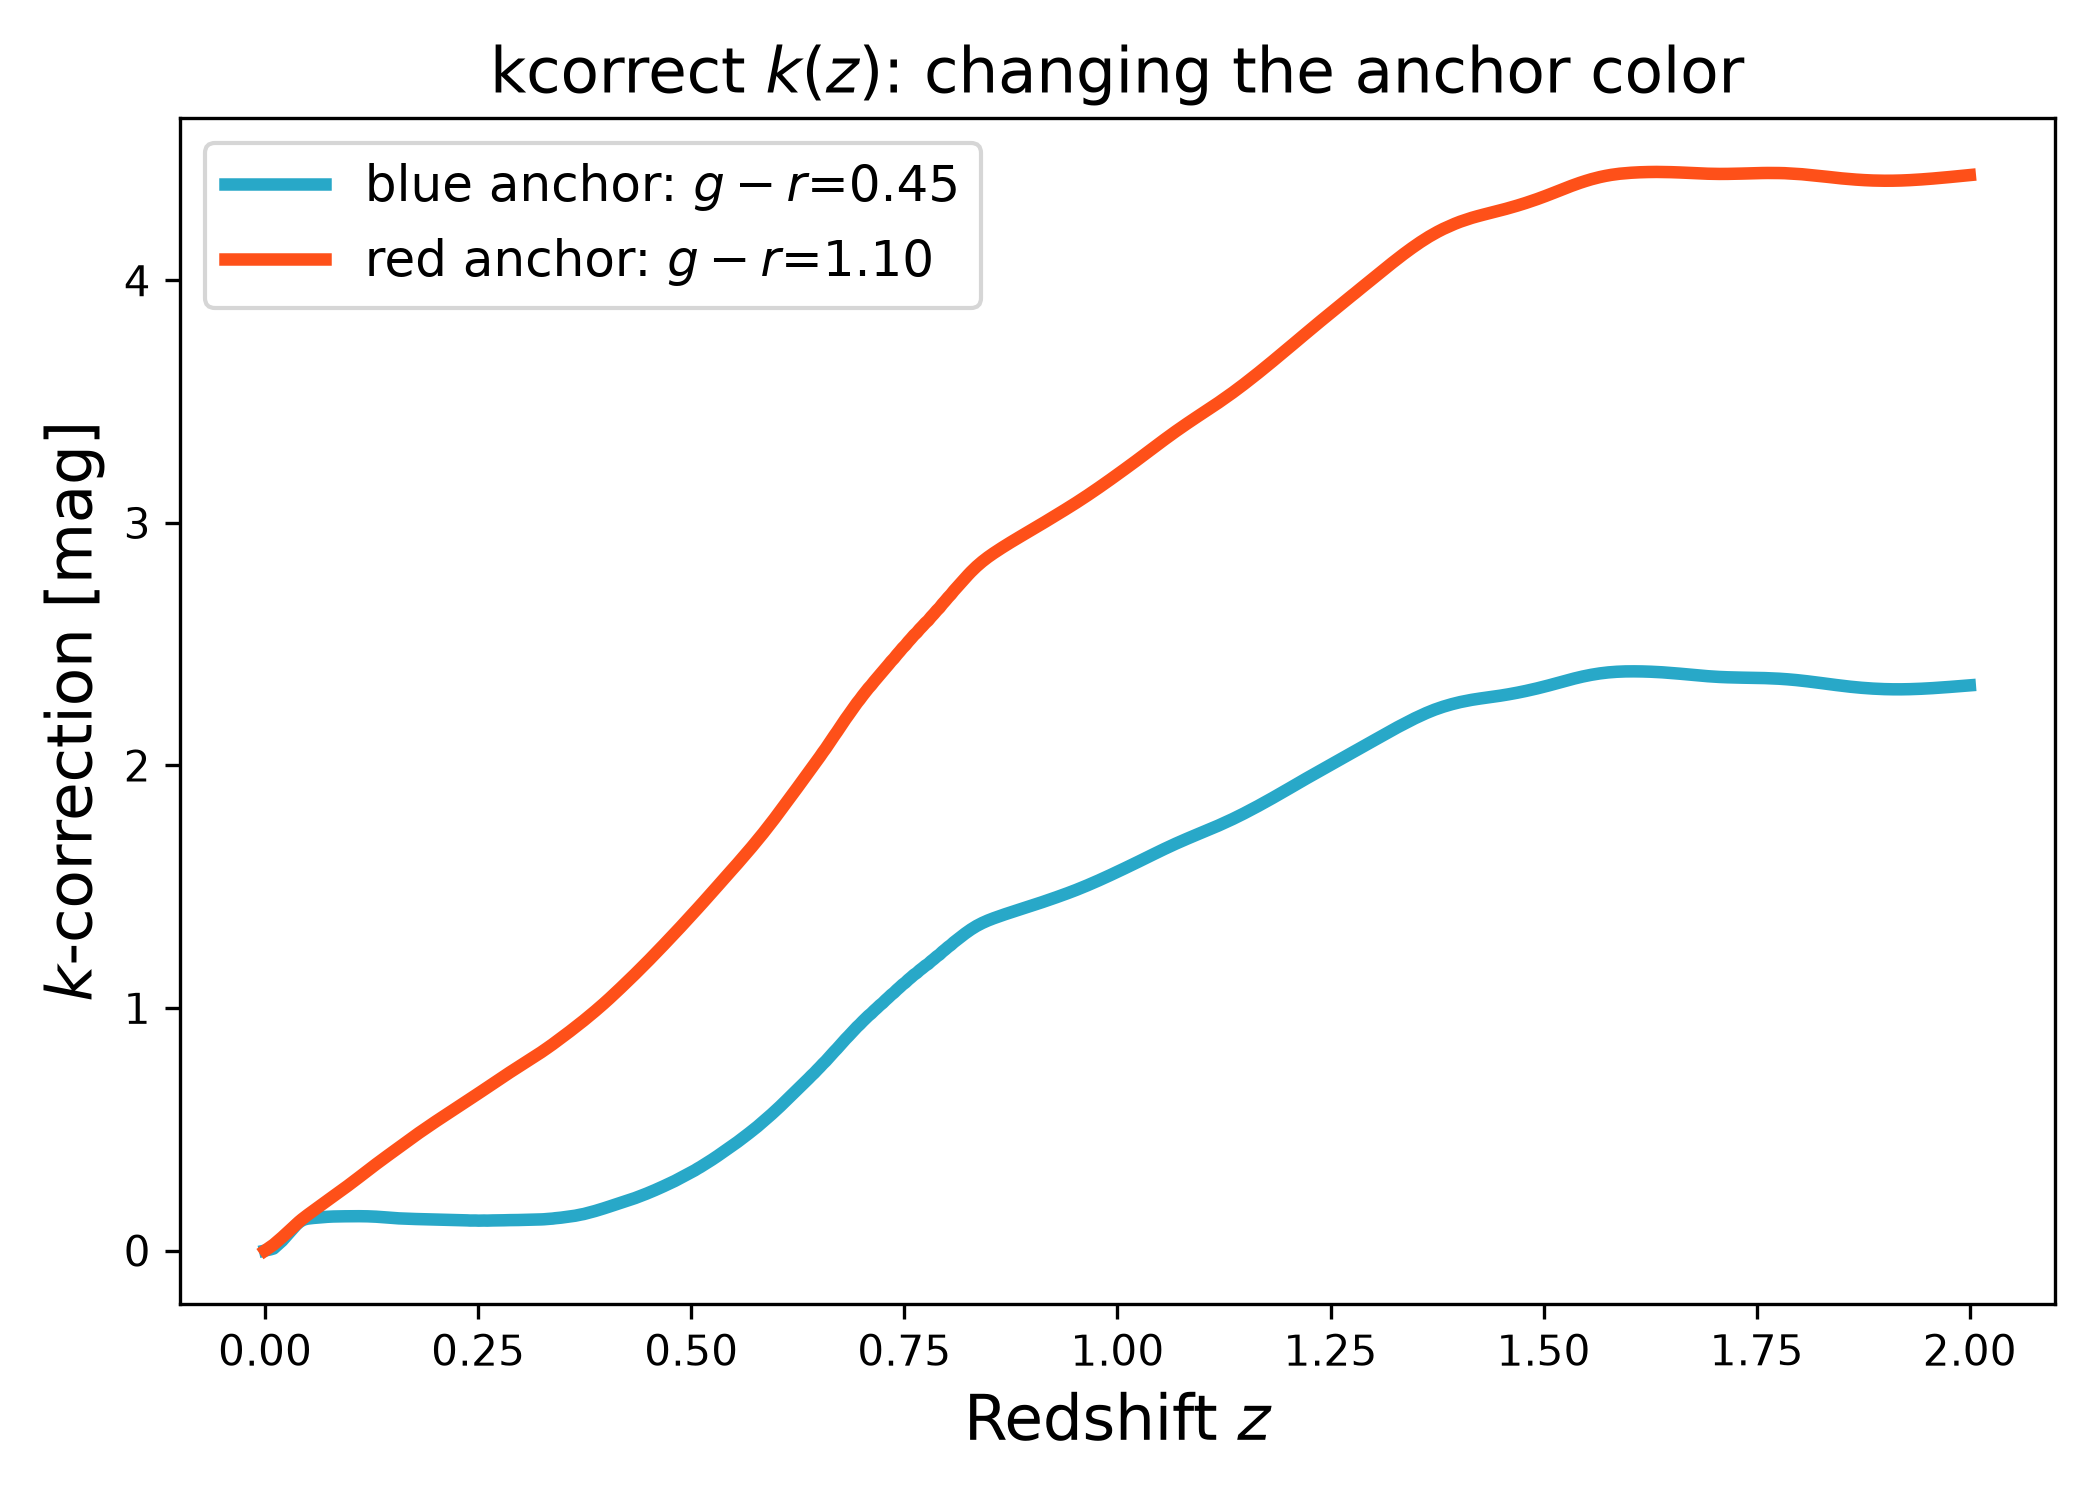 kcorrect k(z): changing the anchor color
blue anchor: g − r=0.45
red anchor: g − r=1.10
k-correction [mag]
4
3
2
1
0
0.00 0.25 0.50 0.75 1.00 1.25 1.50 1.75 2.00
Redshift z